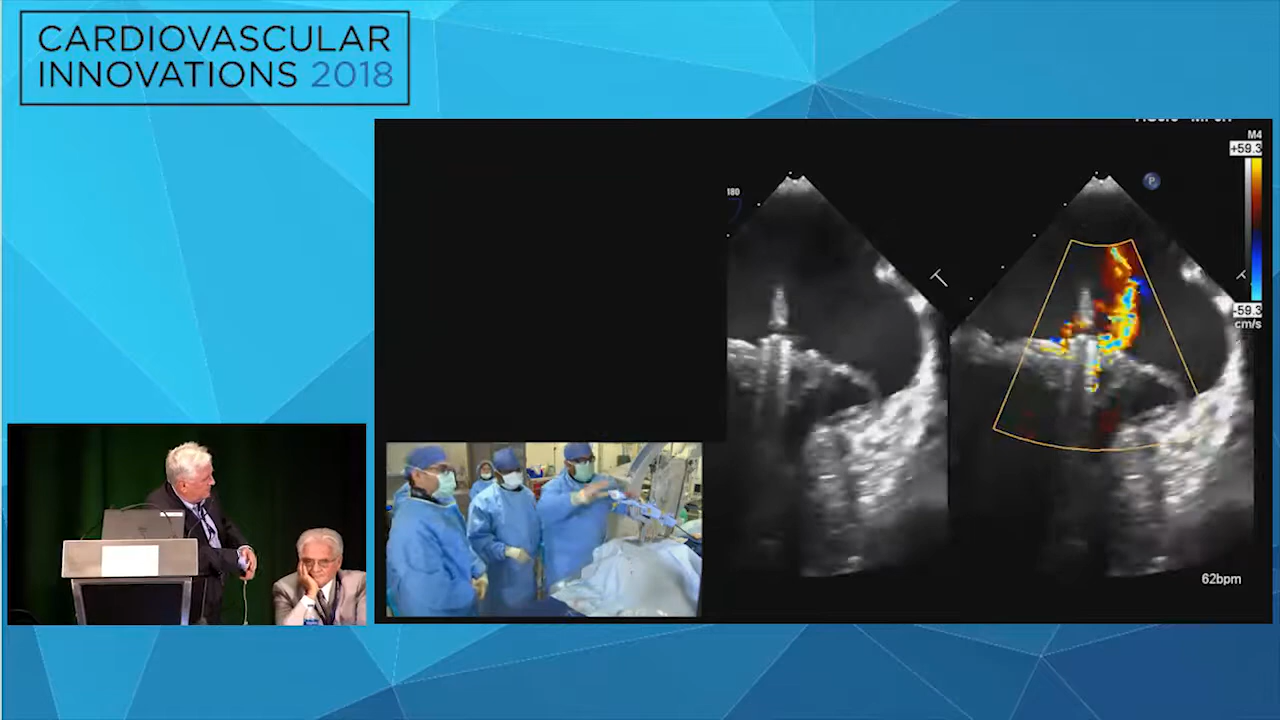 CARDIOVASCULAR
INNOVATIONS 2018
M4
+59.3
180
P
-59.3
cm/s
62bpm